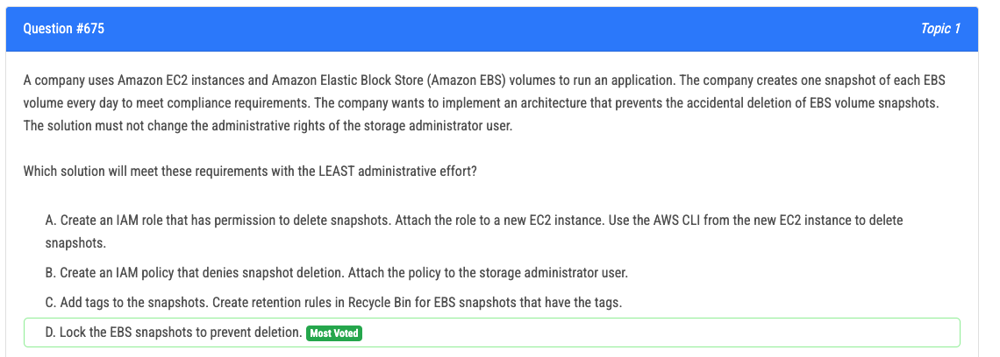 Question #675
Topic 1
A company uses Amazon EC2 instances and Amazon Elastic Block Store (Amazon EBS) volumes to run an application. The company creates one snapshot of each EBS
volume every day to meet compliance requirements. The company wants to implement an architecture that prevents the accidental deletion of EBS volume snapshots.
The solution must not change the administrative rights of the storage administrator user.
Which solution will meet these requirements with the LEAST administrative effort?
A. Create an IAM role that has permission to delete snapshots. Attach the role to a new EC2 instance. Use the AWS CLI from the new EC2 instance to delete
snapshots.
B. Create an IAM policy that denies snapshot deletion. Attach the policy to the storage administrator user.
C. Add tags to the snapshots. Create retention rules in Recycle Bin for EBS snapshots that have the tags.
D. Lock the EBS snapshots to prevent deletion. Most Voted